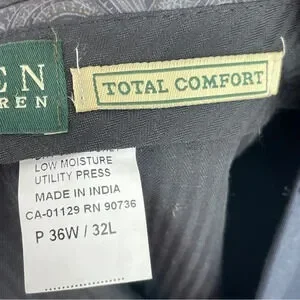 EN
REN
TOTAL COMFORT
LOW MOISTURE
UTILITY PRESS
MADE IN INDIA
CA-01129 RN 90736
P 36W / 32L